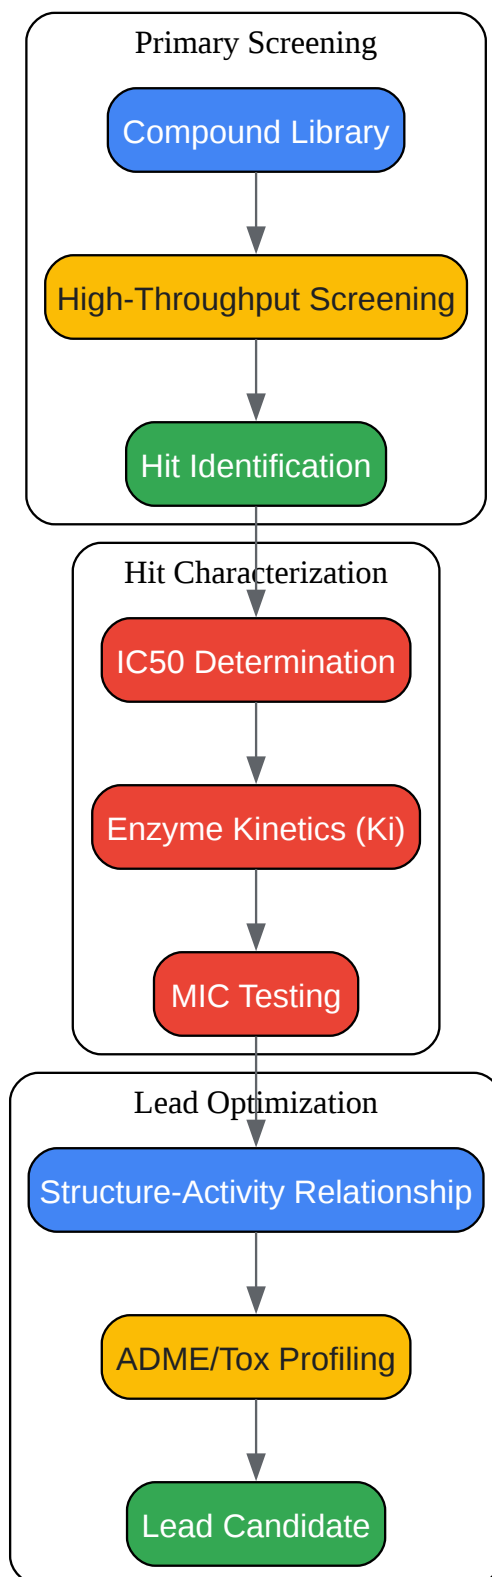 Primary Screening
Compound Library
High-Throughput Screening
Hit Identification
Hit Characterization
IC50 Determination
Enzyme Kinetics (Ki)
MIC Testing
Lead Optimization
Structure-Activity Relationship
ADME/Tox Profiling
Lead Candidate